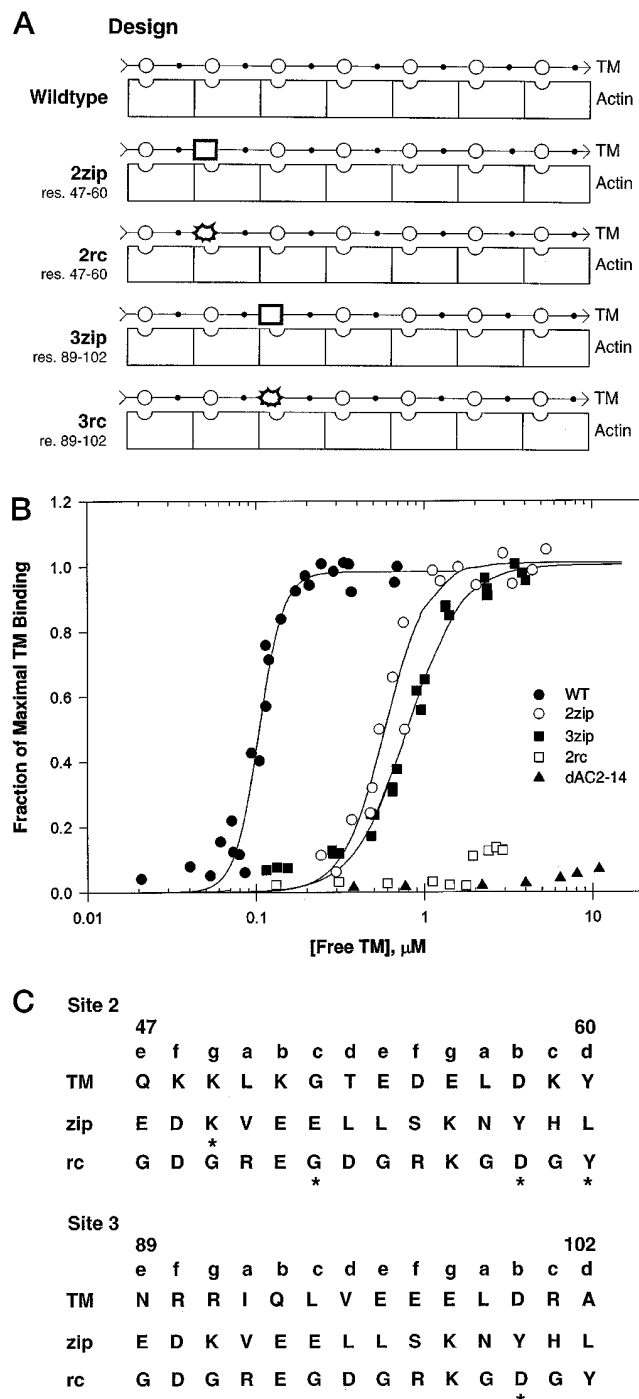 A Design
TM
Wildtype
Actin
TM
2zip
res. 47-60
Actin
TM
2rc
res. 47-60
Actin
TM
3zip
res. 89-102
Actin
TM
3rc
re. 89-102
Actin
B
1.2
1.0
0.8
0.6
0.4
0.2
0.0
Fraction of Maximal TM Binding
WT
2zip
3zip
2rc
dAC2-14
0.01 0.1 1 10
[Free TM], μM
C Site 2
47 60
e f g a b c d e f g a b c d
TM Q K K L K G T E D E L D K Y
zip E D K V E E L L S K N Y H L
*
rc G D G R E G D G R K G D G Y
* * *
Site 3
89 102
e f g a b c d e f g a b c d
TM N R R I Q L V E E E L D R A
zip E D K V E E L L S K N Y H L
rc G D G R E G D G R K G D G Y
*